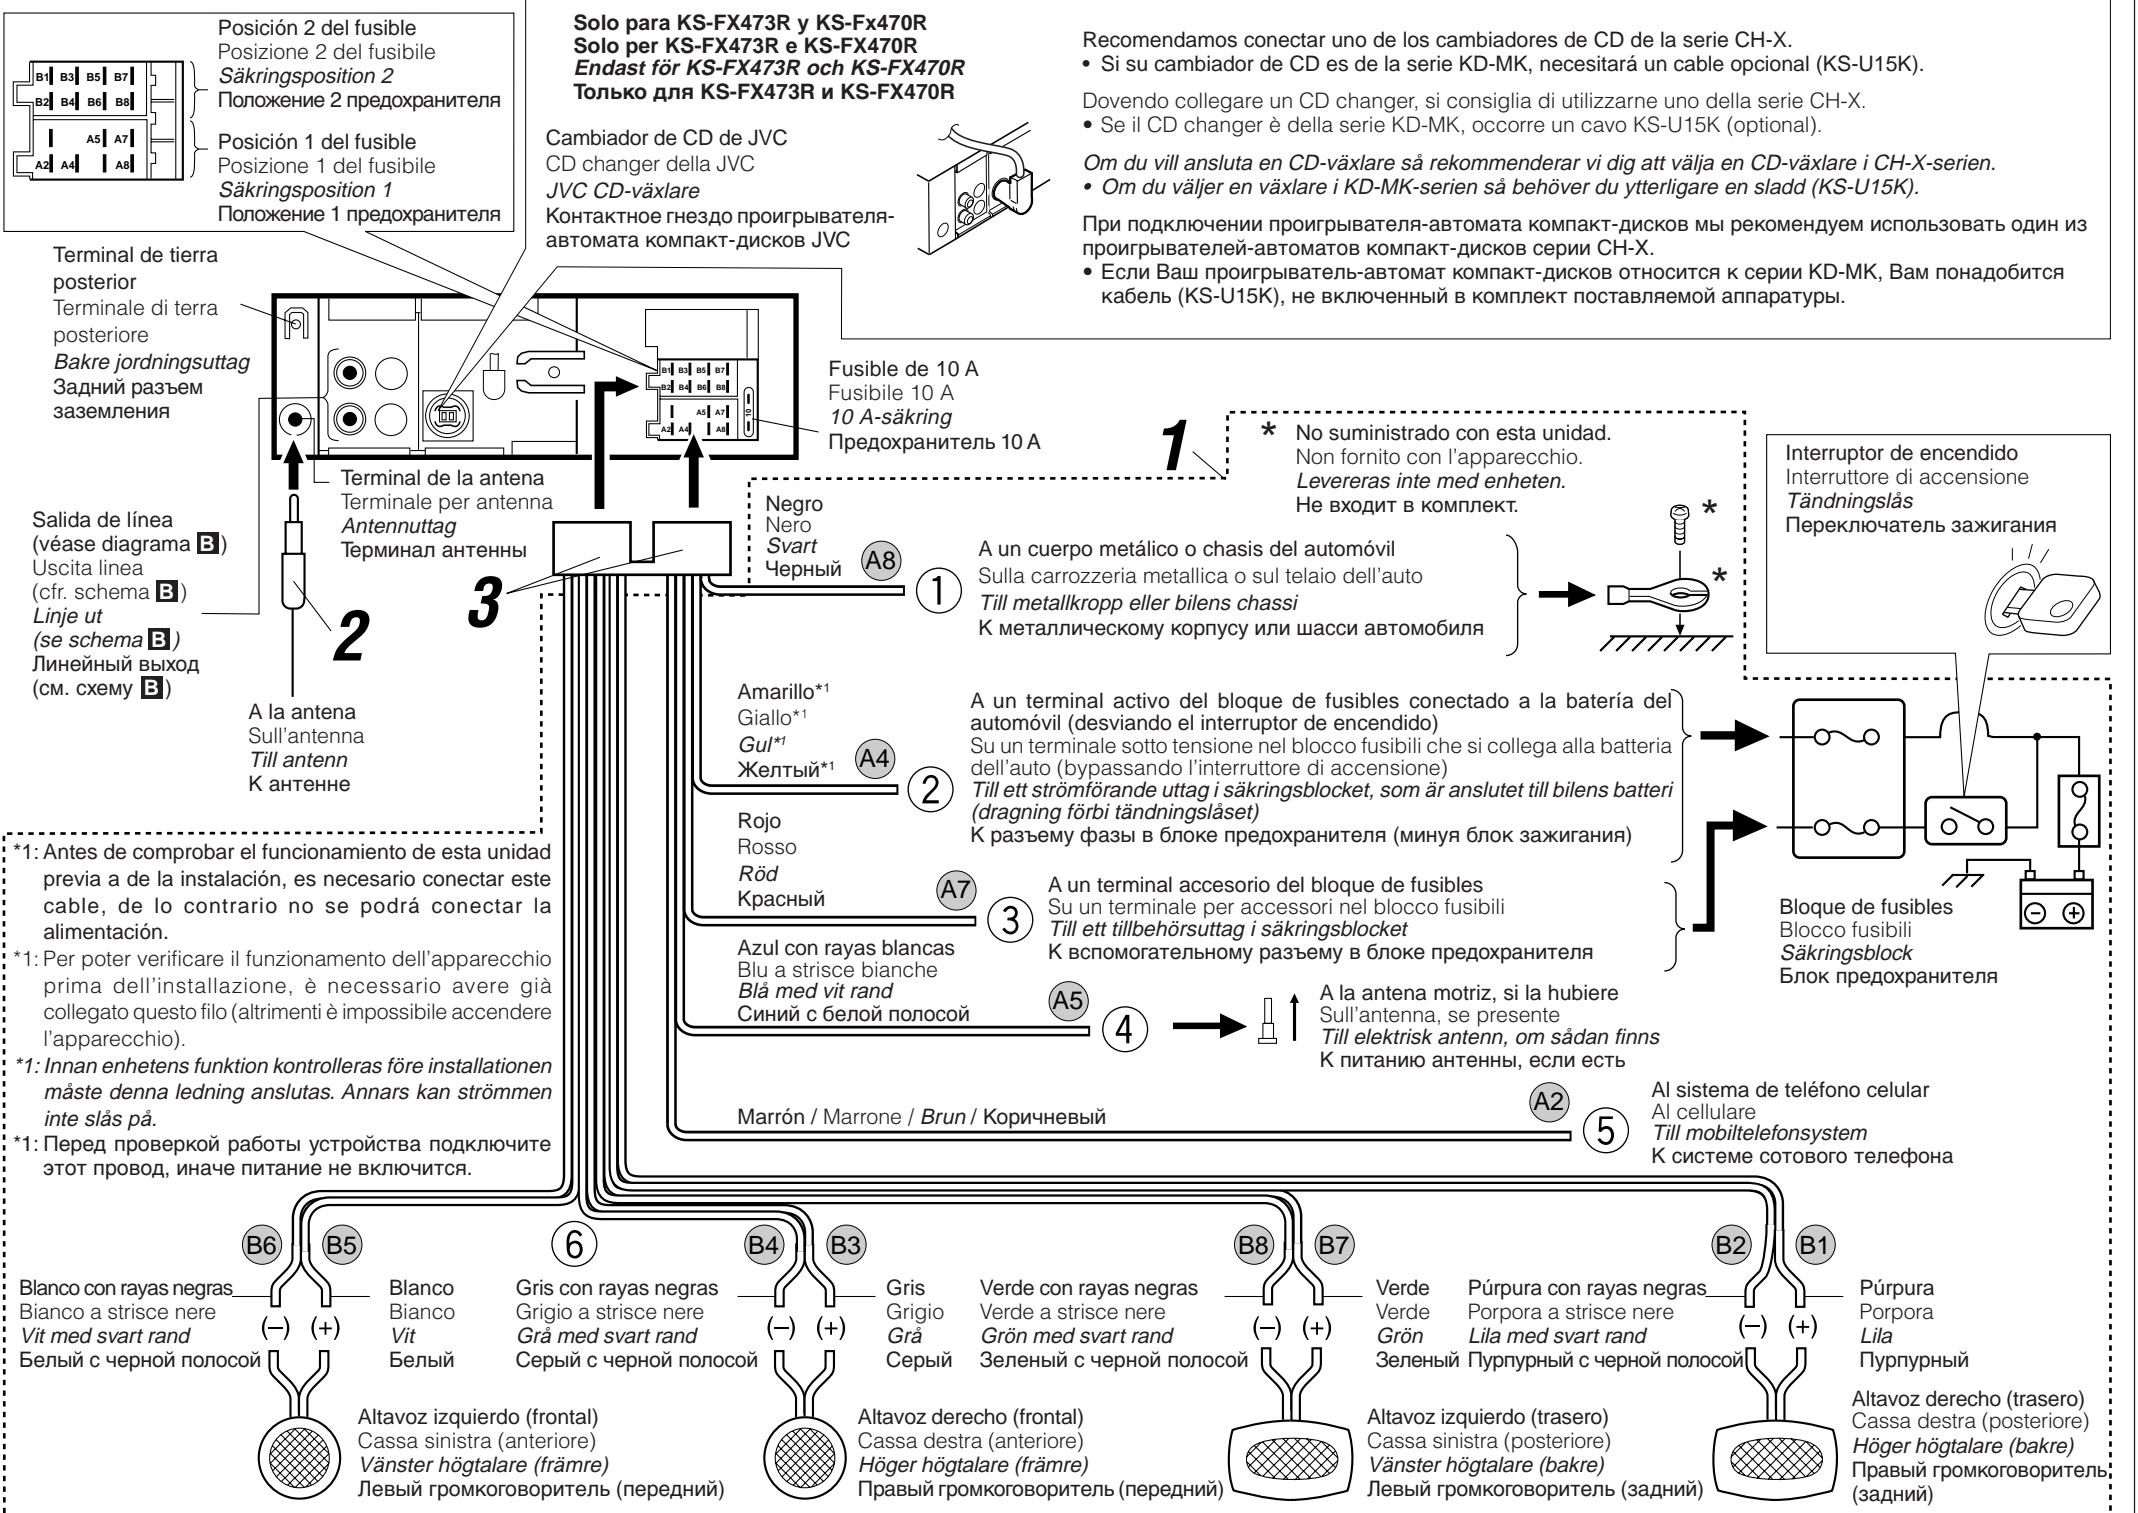 Posición 2 del fusible
Posizione 2 del fusibile
Säkringsposition 2
Положение 2 предохранителя
B1 B3 B5 B7
B2 B4 B6 B8
A5 A7
A2 A4 A8
Posición 1 del fusible
Posizione 1 del fusibile
Säkringsposition 1
Положение 1 предохранителя
Solo para KS-FX473R y KS-Fx470R
Solo per KS-FX473R e KS-FX470R
Endast för KS-FX473R och KS-FX470R
Только для KS-FX473R и KS-FX470R
Cambiador de CD de JVC
CD changer della JVC
JVC CD-växlare
Контактное гнездо проигрывателя-
автомата компакт-дисков JVC
Recomendamos conectar uno de los cambiadores de CD de la serie CH-X.
• Si su cambiador de CD es de la serie KD-MK, necesitará un cable opcional (KS-U15K).
Dovendo collegare un CD changer, si consiglia di utilizzarne uno della serie CH-X.
• Se il CD changer è della serie KD-MK, occorre un cavo KS-U15K (optional).
Om du vill ansluta en CD-växlare så rekommenderar vi dig att välja en CD-växlare i CH-X-serien.
• Om du väljer en växlare i KD-MK-serien så behöver du ytterligare en sladd (KS-U15K).
При подключении проигрывателя-автомата компакт-дисков мы рекомендуем использовать один из
проигрывателей-автоматов компакт-дисков серии CH-X.
• Если Ваш проигрыватель-автомат компакт-дисков относится к серии KD-MK, Вам понадобится
кабель (KS-U15K), не включенный в комплект поставляемой аппаратуры.
Terminal de tierra
posterior
Terminale di terra
posteriore
Bakre jordningsuttag
Задний разъем
заземления
B1 B3 B5 B7
B2 B4 B6 B8
A5 A7
A2 A4 A8
10
Fusible de 10 A
Fusibile 10 A
10 A-säkring
Предохранитель 10 A
Terminal de la antena
Terminale per antenna
Antennuttag
Терминал антенны
Salida de línea
(véase diagrama B)
Uscita linea
(cfr. schema B)
Linje ut
(se schema B)
Линейный выход
(см. схему B)
2
A la antena
Sull'antenna
Till antenn
К антенне
3
1
* No suministrado con esta unidad.
Non fornito con l'apparecchio.
Levereras inte med enheten.
Не входит в комплект.
Interruptor de encendido
Interruttore di accensione
Tändningslås
Переключатель зажигания
Negro
Nero
Svart
Черный
A8
1
A un cuerpo metálico o chasis del automóvil
Sulla carrozzeria metallica o sul telaio dell'auto
Till metallkropp eller bilens chassi
К металлическому корпусу или шасси автомобиля
*
*
Amarillo*1
Giallo*1
Gul*1
Желтый*1
A4
2
A un terminal activo del bloque de fusibles conectado a la batería del
automóvil (desviando el interruptor de encendido)
Su un terminale sotto tensione nel blocco fusibili che si collega alla batteria
dell'auto (bypassando l'interruttore di accensione)
Till ett strömförande uttag i säkringsblocket, som är anslutet till bilens batteri
(dragning förbi tändningslåset)
К разъему фазы в блоке предохранителя (минуя блок зажигания)
Rojo
Rosso
Röd
Красный
A7
3
A un terminal accesorio del bloque de fusibles
Su un terminale per accessori nel blocco fusibili
Till ett tillbehörsuttag i säkringsblocket
К вспомогательному разъему в блоке предохранителя
Bloque de fusibles
Blocco fusibili
Säkringsblock
Блок предохранителя
Azul con rayas blancas
Blu a strisce bianche
Blå med vit rand
Синий с белой полосой
A5
4
A la antena motriz, si la hubiere
Sull'antenna, se presente
Till elektrisk antenn, om sådan finns
К питанию антенны, если есть
Marrón / Marrone / Brun / Коричневый
A2
5
Al sistema de teléfono celular
Al cellulare
Till mobiltelefonsystem
К системе сотового телефона
*1: Antes de comprobar el funcionamiento de esta unidad
previa a de la instalación, es necesario conectar este
cable, de lo contrario no se podrá conectar la
alimentación.
*1: Per poter verificare il funzionamento dell'apparecchio
prima dell'installazione, è necessario avere già
collegato questo filo (altrimenti è impossibile accendere
l'apparecchio).
*1: Innan enhetens funktion kontrolleras före installationen
måste denna ledning anslutas. Annars kan strömmen
inte slås på.
*1: Перед проверкой работы устройства подключите
этот провод, иначе питание не включится.
B6 B5 6 B4 B3 B8 B7 B2 B1
Blanco con rayas negras
Bianco a strisce nere
Vit med svart rand
Белый с черной полосой
(–) (+)
Blanco
Bianco
Vit
Белый
Gris con rayas negras
Grigio a strisce nere
Grå med svart rand
Серый с черной полосой
(–) (+)
Gris
Grigio
Grå
Серый
Verde con rayas negras
Verde a strisce nere
Grön med svart rand
Зеленый с черной полосой
(–) (+)
Verde
Verde
Grön
Зеленый
Púrpura con rayas negras
Porpora a strisce nere
Lila med svart rand
Пурпурный с черной полосой
(–) (+)
Púrpura
Porpora
Lila
Пурпурный
Altavoz izquierdo (frontal)
Cassa sinistra (anteriore)
Vänster högtalare (främre)
Левый громкоговоритель (передний)
Altavoz derecho (frontal)
Cassa destra (anteriore)
Höger högtalare (främre)
Правый громкоговоритель (передний)
Altavoz izquierdo (trasero)
Cassa sinistra (posteriore)
Vänster högtalare (bakre)
Левый громкоговоритель (задний)
Altavoz derecho (trasero)
Cassa destra (posteriore)
Höger högtalare (bakre)
Правый громкоговоритель
(задний)